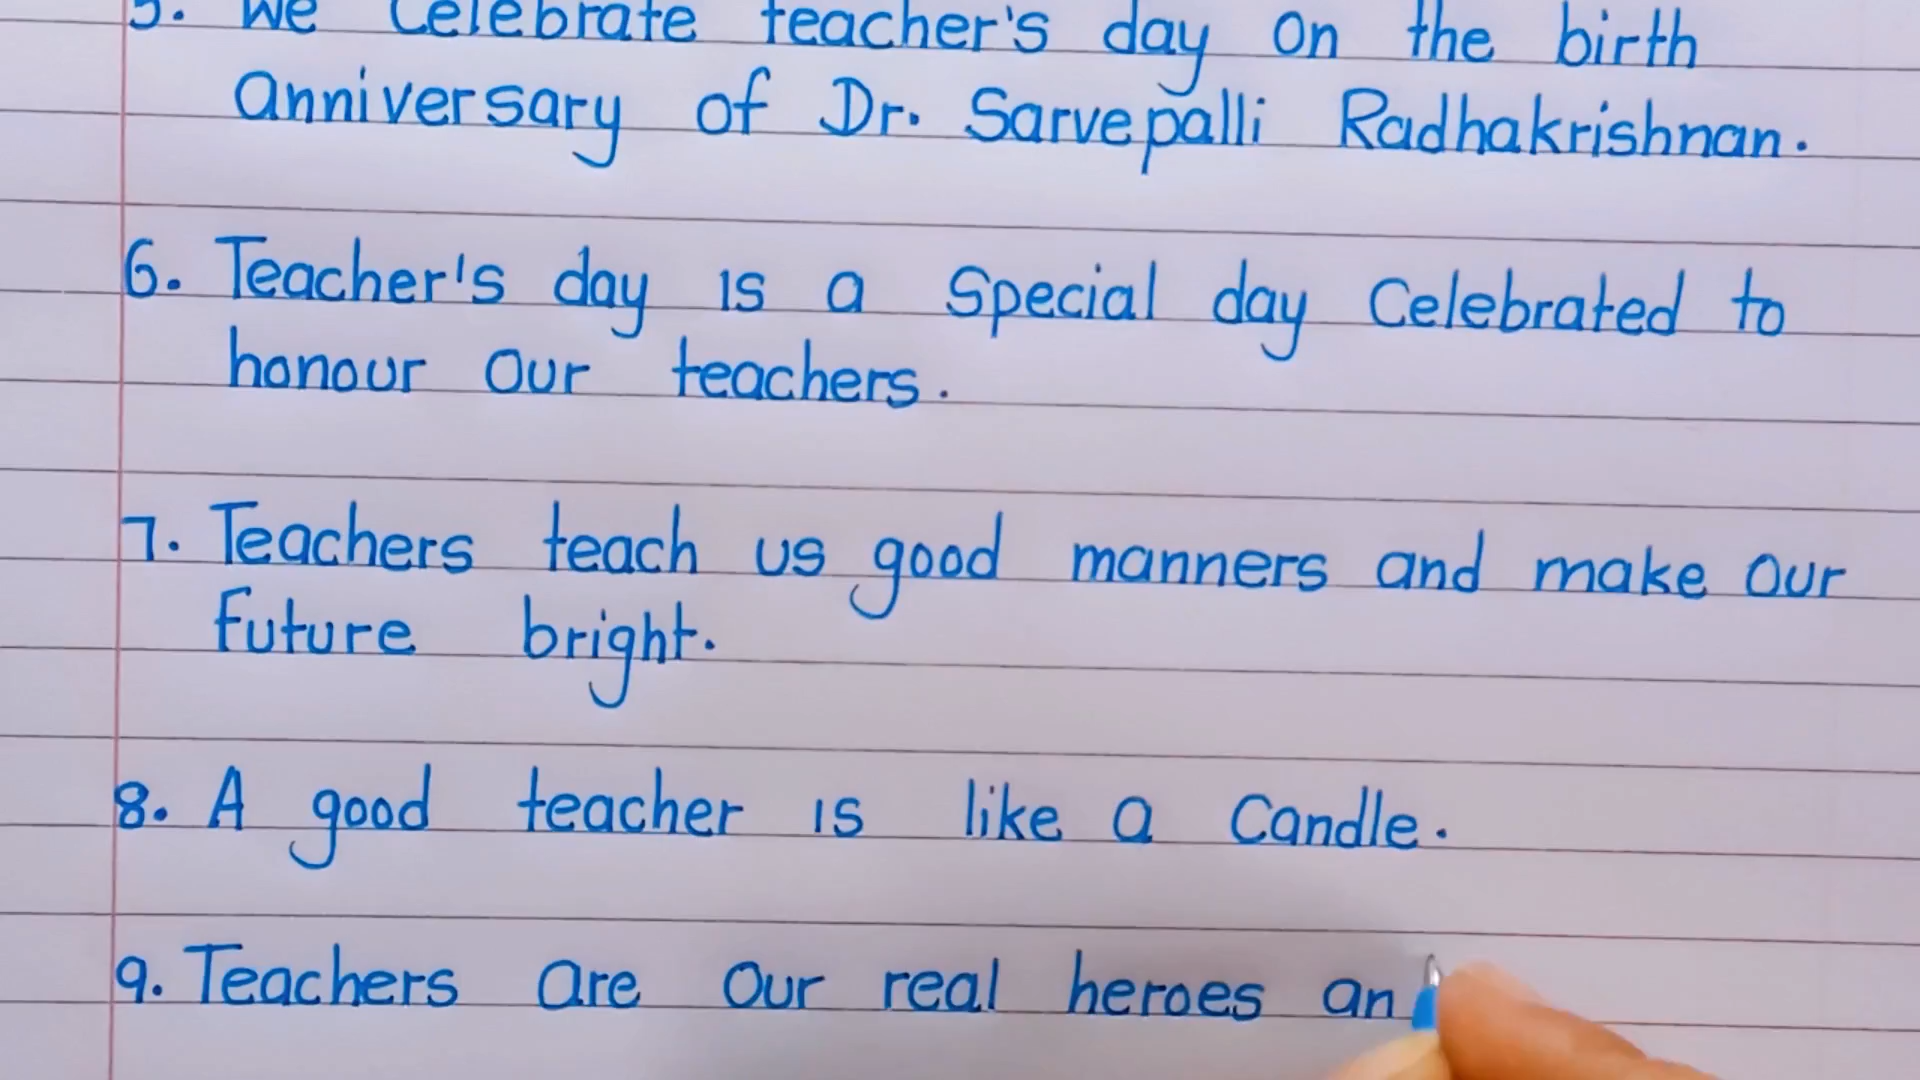 5. We Celebrate teacher's day on the birth
anniversary of Dr. Sarvepalli Radhakrishnan.
6. Teacher's day is a Special day Celebrated to
honour our teachers.
7. Teachers teach us good manners and make our
future bright.
8. A good teacher is like a Candle.
9. Teachers are our real heroes an